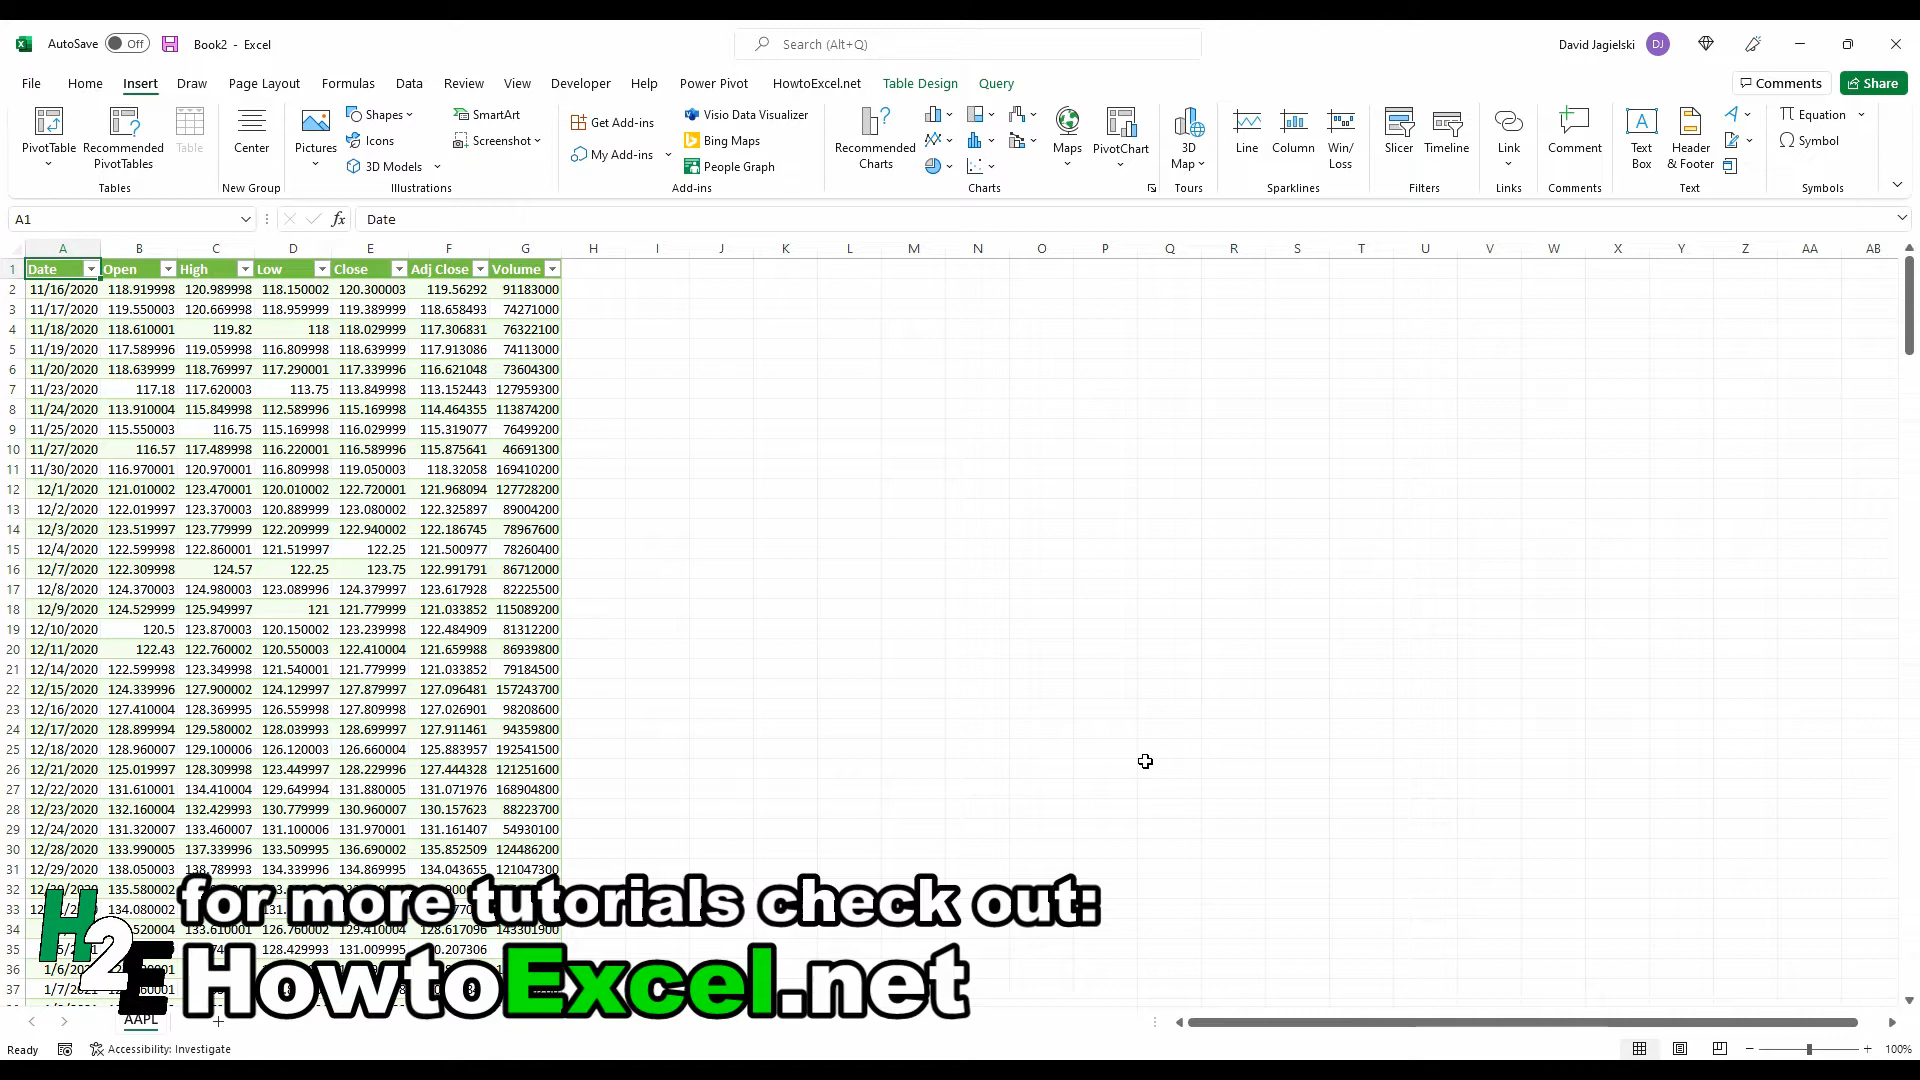 AutoSave Off Book2 - Excel Search (Alt+Q) David Jagielski DJ
File Home Insert Draw Page Layout Formulas Data Review View Developer Help Power Pivot HowtoExcel.net Table Design Query Comments Share
PivotTable Recommended PivotTables Table Center Pictures Shapes Icons 3D Models SmartArt Screenshot Get Add-ins My Add-ins Visio Data Visualizer Bing Maps People Graph Recommended Charts Maps PivotChart 3D Map Line Column Win/Loss Slicer Timeline Link Comment Text Box Header & Footer Equation Symbol
Tables New Group Illustrations Add-ins Charts Tours Sparklines Filters Links Comments Text Symbols
A1 fx Date
A B C D E F G H I J K L M N O P Q R S T U V W X Y Z AA AB
1 Date Open High Low Close Adj Close Volume
2 11/16/2020 118.919998 120.989998 118.150002 120.300003 119.56292 91183000
3 11/17/2020 119.550003 120.669998 118.959999 119.389999 118.658493 74271000
4 11/18/2020 118.610001 119.82 118 118.029999 117.306831 76322100
5 11/19/2020 117.589996 119.059998 116.809998 118.639999 117.913086 74113000
6 11/20/2020 118.639999 118.769997 117.290001 117.339996 116.621048 73604300
7 11/23/2020 117.18 117.620003 113.75 113.849998 113.152443 127959300
8 11/24/2020 113.910004 115.849998 112.589996 115.169998 114.464355 113874200
9 11/25/2020 115.550003 116.75 115.169998 116.029999 115.319077 76499200
10 11/27/2020 116.57 117.489998 116.220001 116.589996 115.875641 46691300
11 11/30/2020 116.970001 120.970001 116.809998 119.050003 118.32058 169410200
12 12/1/2020 121.010002 123.470001 120.010002 122.720001 121.968094 127728200
13 12/2/2020 122.019997 123.370003 120.889999 123.080002 122.325897 89004200
14 12/3/2020 123.519997 123.779999 122.209999 122.940002 122.186745 78967600
15 12/4/2020 122.599998 122.860001 121.519997 122.25 121.500977 78260400
16 12/7/2020 122.309998 124.57 122.25 123.75 122.991791 86712000
17 12/8/2020 124.370003 124.980003 123.089996 124.379997 123.617928 82225500
18 12/9/2020 124.529999 125.949997 121 121.779999 121.033852 115089200
19 12/10/2020 120.5 123.870003 120.150002 123.239998 122.484909 81312200
20 12/11/2020 122.43 122.760002 120.550003 122.410004 121.659988 86939800
21 12/14/2020 122.599998 123.349998 121.540001 121.779999 121.033852 79184500
22 12/15/2020 124.339996 127.900002 124.129997 127.879997 127.096481 157243700
23 12/16/2020 127.410004 128.369995 126.559998 127.809998 127.026901 98208600
24 12/17/2020 128.899994 129.580002 128.039993 128.699997 127.911461 94359800
25 12/18/2020 128.960007 129.100006 126.120003 126.660004 125.883957 192541500
26 12/21/2020 125.019997 128.309998 123.449997 128.229996 127.444328 121251600
27 12/22/2020 131.610001 134.410004 129.649994 131.880005 131.071976 168904800
28 12/23/2020 132.160004 132.429993 130.779999 130.960007 130.157623 88223700
29 12/24/2020 131.320007 133.460007 131.100006 131.970001 131.161407 54930100
30 12/28/2020 133.990005 137.339996 133.509995 136.690002 135.852509 124486200
31 12/29/2020 138.050003 138.789993 134.339996 134.869995 134.043655 121047300
32 135.580002
33 134.080002
34 133.610001 126.760002 129.410004 128.617096 143301900
35 128.429993 131.009995
36
37 1/7/
for more tutorials check out:
H2E HowtoExcel.net
AAPL
Ready Accessibility: Investigate 100%